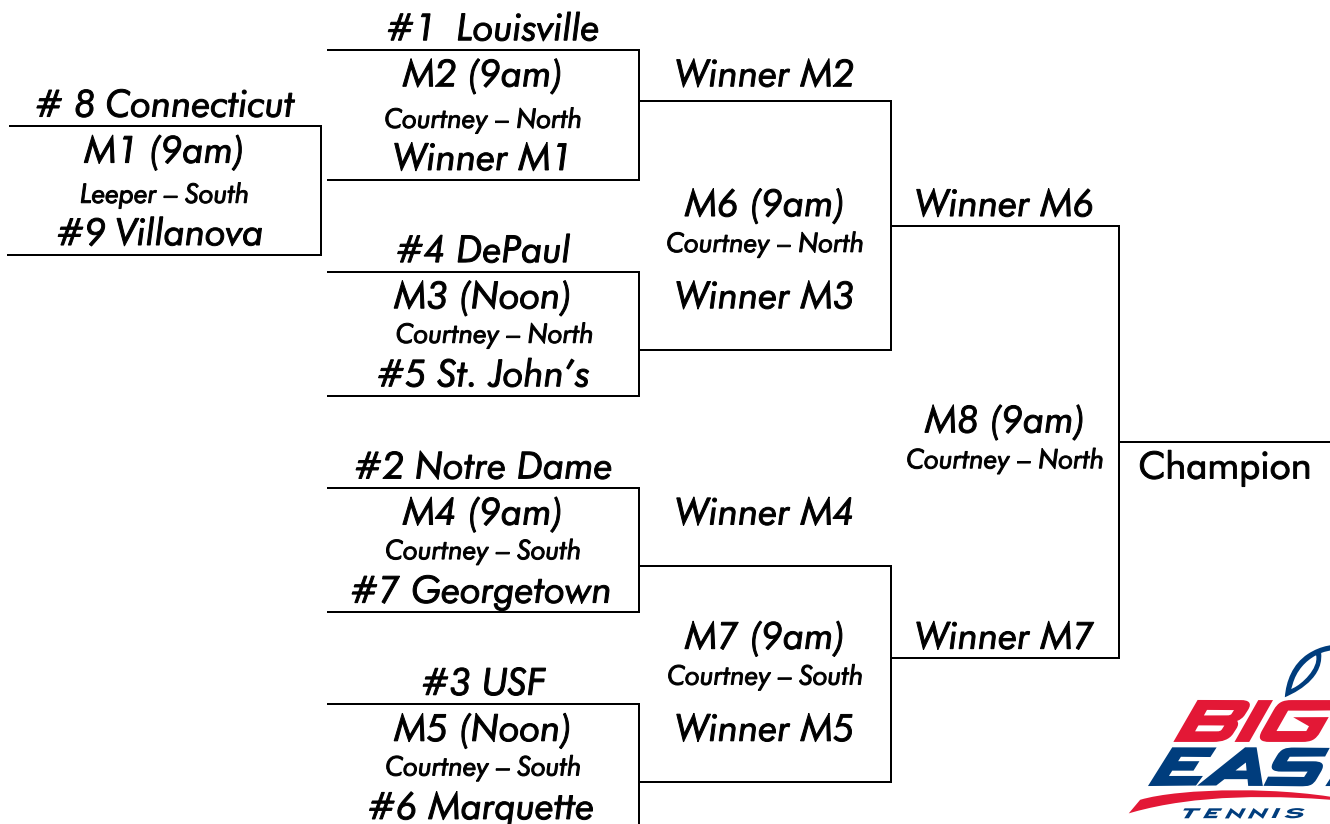 # 8 Connecticut
M1 (9am)
Leeper – South
#9 Villanova
#1 Louisville
M2 (9am)
Courtney – North
Winner M1
#4 DePaul
M3 (Noon)
Courtney – North
#5 St. John's
#2 Notre Dame
M4 (9am)
Courtney – South
#7 Georgetown
#3 USF
M5 (Noon)
Courtney – South
#6 Marquette
Winner M2
M6 (9am)
Courtney – North
Winner M3
Winner M4
M7 (9am)
Courtney – South
Winner M5
Winner M6
M8 (9am)
Courtney – North
Winner M7
Champion
BIG
EAST
TENNIS